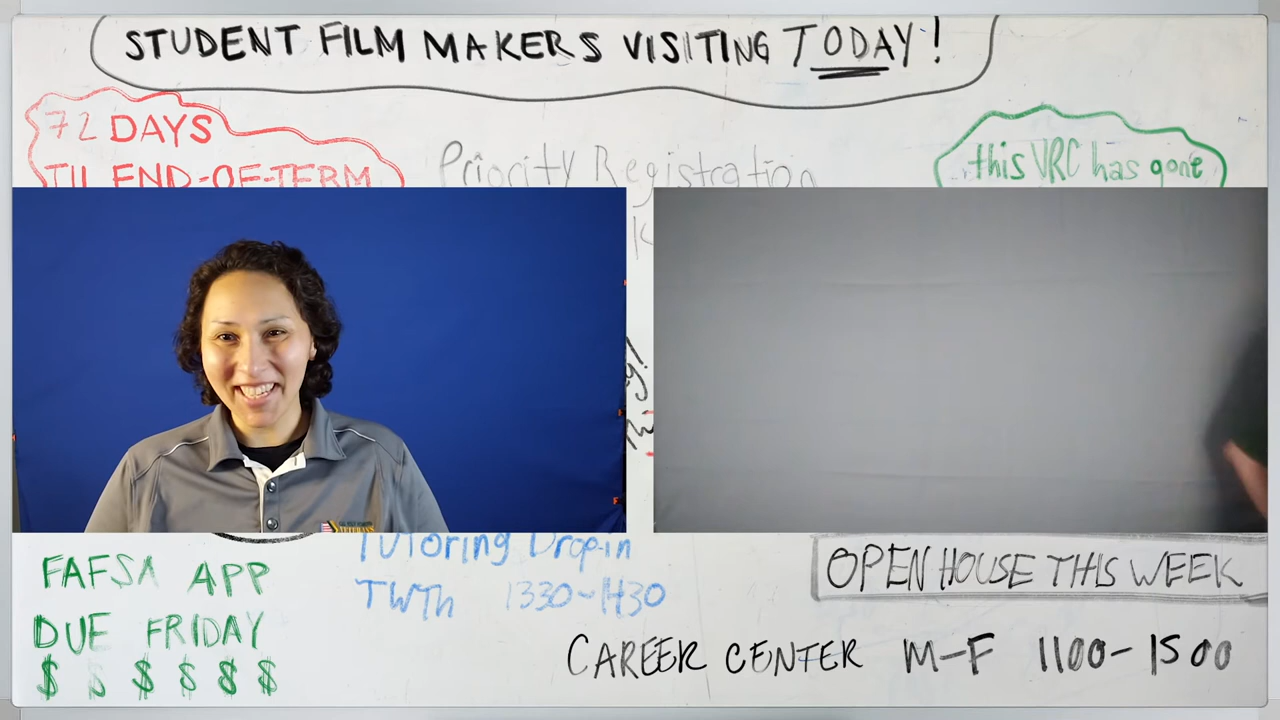 STUDENT FILM MAKERS VISITING TODAY!
72 DAYS
TIL END-OF-TERM
Priority Registration
this VRC has gone
Tutoring Drop-in
TWTh 1330-1430
FAFSA APP
DUE FRIDAY
$ $ $ $ $ $
OPEN HOUSE THIS WEEK
CAREER CENTER M-F 1100-1500